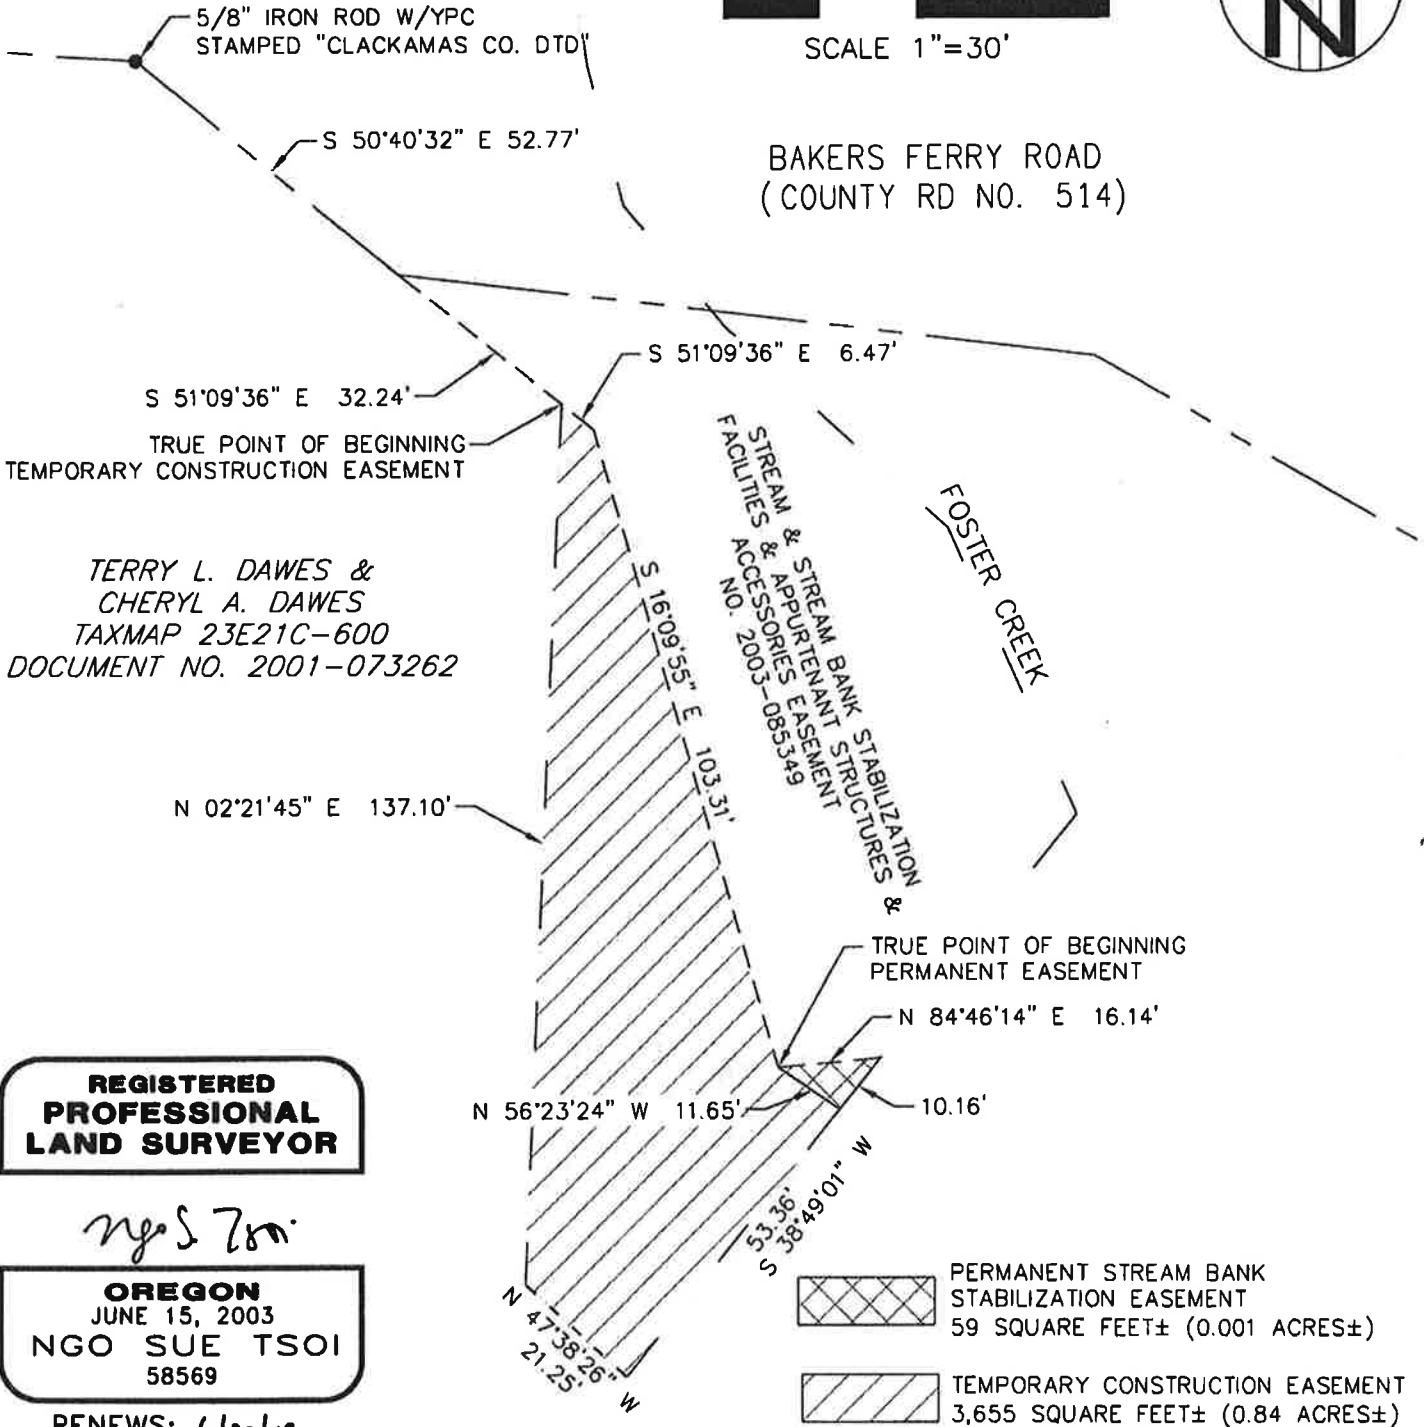 5/8" IRON ROD W/YPC
STAMPED "CLACKAMAS CO. DTD"
SCALE 1"=30'
N
S 50°40'32" E 52.77'
BAKERS FERRY ROAD
(COUNTY RD NO. 514)
S 51°09'36" E 6.47'
S 51°09'36" E 32.24'
TRUE POINT OF BEGINNING
TEMPORARY CONSTRUCTION EASEMENT
STREAM & STREAM BANK STABILIZATION
FACILITIES & APPURTENANT STRUCTURES &
ACCESSORIES EASEMENT
NO. 2003-085349
FOSTER CREEK
TERRY L. DAWES &
CHERYL A. DAWES
TAXMAP 23E21C-600
DOCUMENT NO. 2001-073262
S 16°09'55" E 103.31'
N 02°21'45" E 137.10'
TRUE POINT OF BEGINNING
PERMANENT EASEMENT
N 84°46'14" E 16.14'
N 56°23'24" W 11.65'
10.16'
53.36'
S 38°49'01" W
N 47°38'26" W
21.25'
REGISTERED
PROFESSIONAL
LAND SURVEYOR
OREGON
JUNE 15, 2003
NGO SUE TSOI
58569
RENEWS:
PERMANENT STREAM BANK
STABILIZATION EASEMENT
59 SQUARE FEET± (0.001 ACRES±)
TEMPORARY CONSTRUCTION EASEMENT
3,655 SQUARE FEET± (0.84 ACRES±)